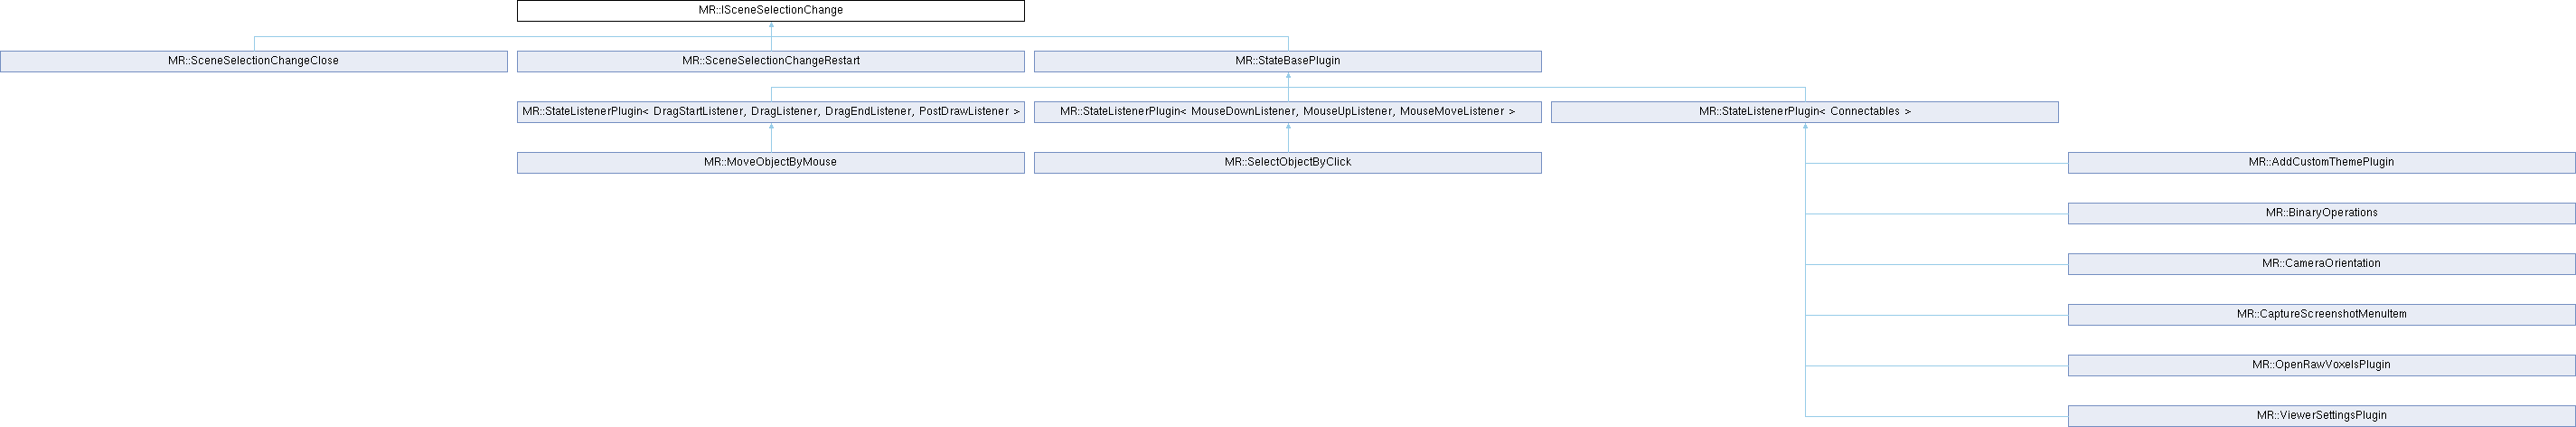 MR::ISceneSelectionChange
MR::SceneSelectionChangeClose
MR::SceneSelectionChangeRestart
MR::StateBasePlugin
MR::StateListenerPlugin< DragStartListener, DragListener, DragEndListener, PostDrawListener >
MR::StateListenerPlugin< MouseDownListener, MouseUpListener, MouseMoveListener >
MR::StateListenerPlugin< Connectables >
MR::MoveObjectByMouse
MR::SelectObjectByClick
MR::AddCustomThemePlugin
MR::BinaryOperations
MR::CameraOrientation
MR::CaptureScreenshotMenuItem
MR::OpenRawVoxelsPlugin
MR::ViewerSettingsPlugin